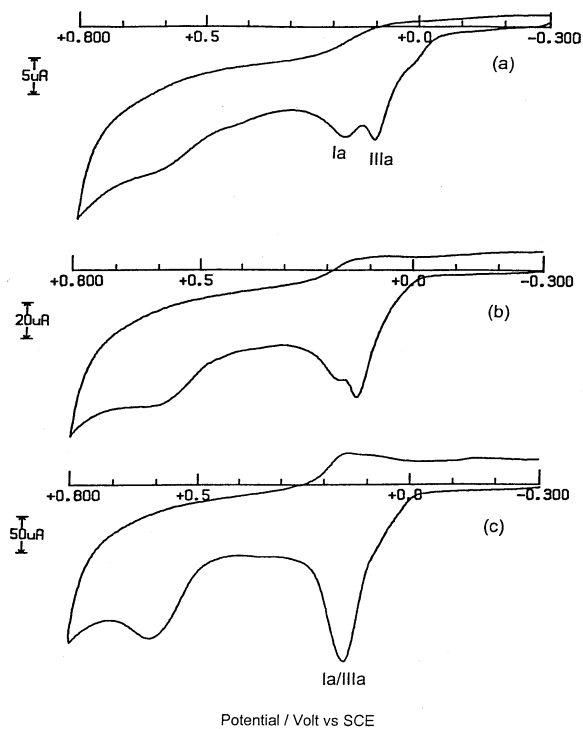 +0.800 +0.5 +0.0 -0.300
5uA
(a)
Ia IIIa
+0.800 +0.5 +0.0 -0.300
20uA
(b)
+0.800 +0.5 +0.0 -0.300
50uA
(c)
Ia/IIIa
Potential / Volt vs SCE